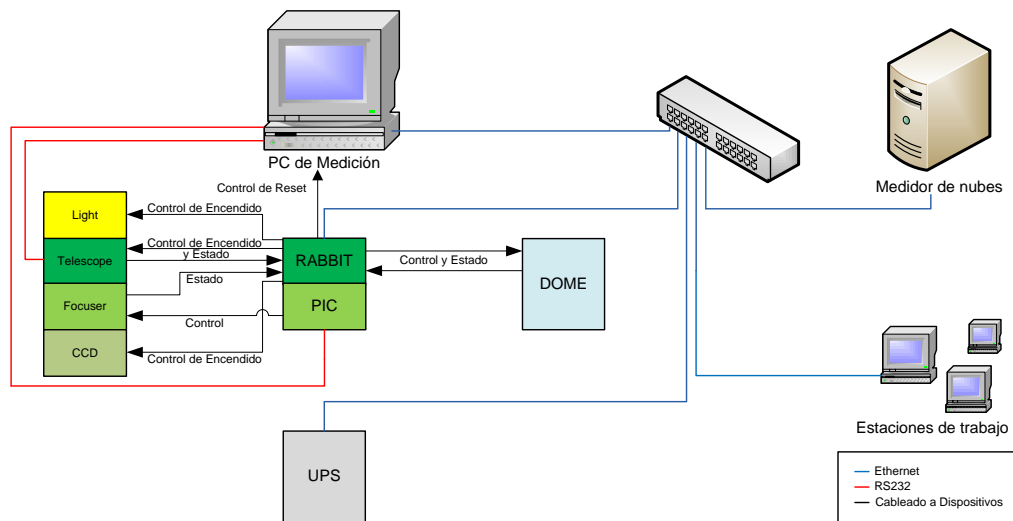 PC de Medición
Medidor de nubes
Control de Reset
Light
Control de Encendido
Telescope
Control de Encendido
y Estado
RABBIT
Control y Estado
DOME
Focuser
Estado
PIC
Control
CCD
Control de Encendido
UPS
Estaciones de trabajo
Ethernet
RS232
Cableado a Dispositivos